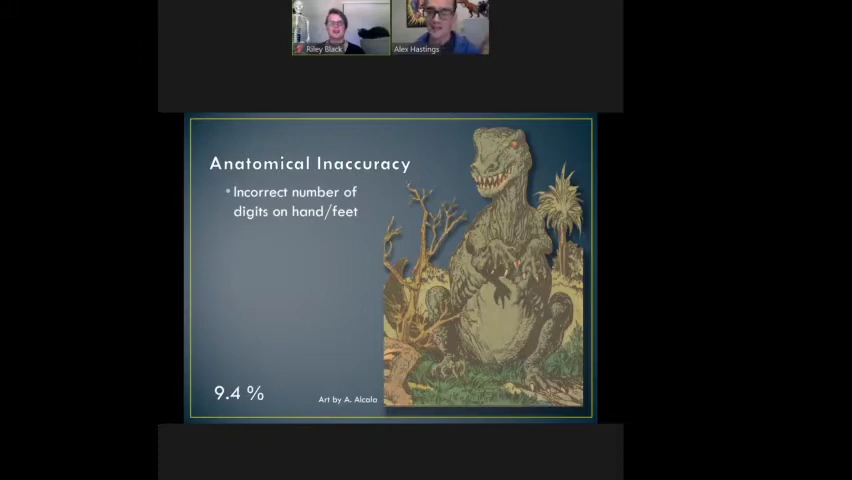 Riley Black
Alex Hastings
Anatomical Inaccuracy
• Incorrect number of
digits on hand/feet
9.4 %
Art by A. Alcala